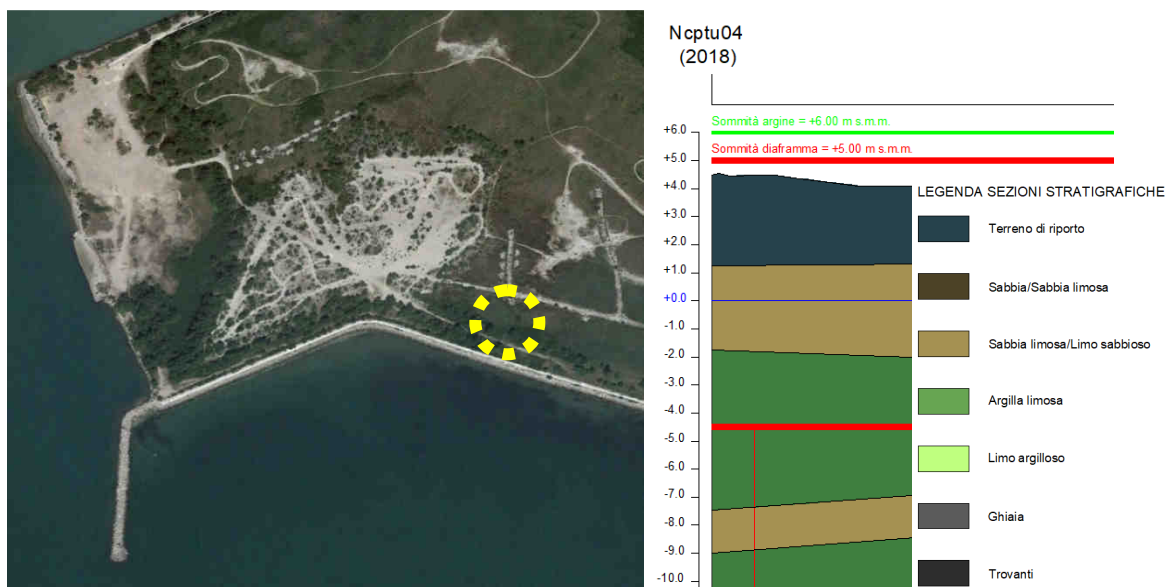 Ncptu04
(2018)
Sommità argine = +6.00 m s.m.m.
Sommità diaframma = +5.00 m s.m.m.
+6.0
+5.0
+4.0
+3.0
+2.0
+1.0
+0.0
-1.0
-2.0
-3.0
-4.0
-5.0
-6.0
-7.0
-8.0
-9.0
-10.0
LEGENDA SEZIONI STRATIGRAFICHE
Terreno di riporto
Sabbia/Sabbia limosa
Sabbia limosa/Limo sabbioso
Argilla limosa
Limo argilloso
Ghiaia
Trovanti